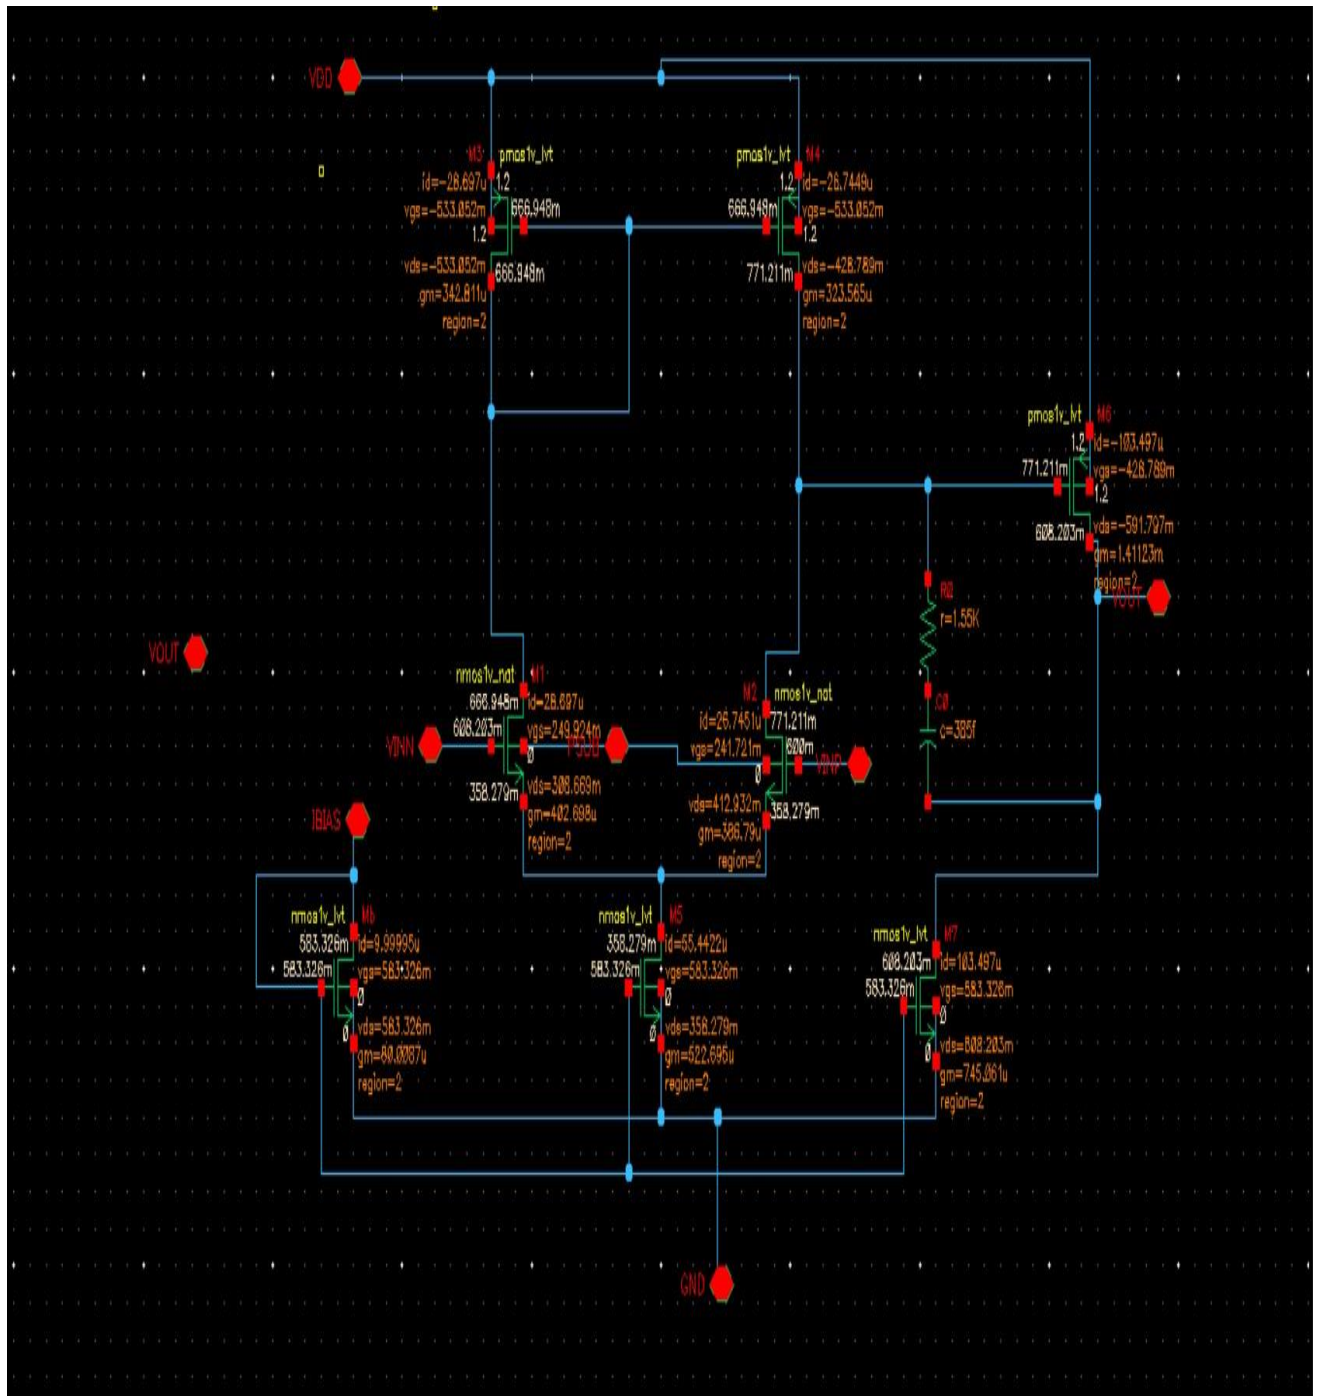 VDD
M3
pmos1v_lvt
id=-28.697u
1.2
vgs=-533.052m
666.948m
1.2
vds=-533.052m
666.948m
gm=342.811u
region=2
pmos1v_lvt
M4
1.2
id=-26.7449u
666.948m
vgs=-533.052m
1.2
771.211m
vds=-428.789m
gm=323.565u
region=2
pmos1v_lvt
M6
1.2
id=-103.497u
771.211m
vgs=-428.789m
1.2
608.203m
vds=-591.797m
gm=1.41123m
region=2
VOUT
R0
r=1.55K
C0
c=385f
VOUT
nmos1v_nat
M1
666.948m
id=28.697u
608.203m
vgs=249.924m
VINN
0
358.279m
vds=308.669m
gm=402.698u
region=2
M2
nmos1v_nat
id=26.7451u
771.211m
vgs=241.721m
600m
VINP
0
vds=412.932m
358.279m
gm=386.79u
region=2
IBIAS
nmos1v_lvt
583.326m
id=9.99995u
583.326m
vgs=583.326m
0
0
vds=583.326m
gm=80.0087u
region=2
nmos1v_lvt
M5
358.279m
id=55.4422u
583.326m
vgs=583.326m
0
0
vds=358.279m
gm=522.695u
region=2
nmos1v_lvt
M7
608.203m
id=103.497u
583.326m
vgs=583.326m
0
0
vds=608.203m
gm=745.061u
region=2
GND